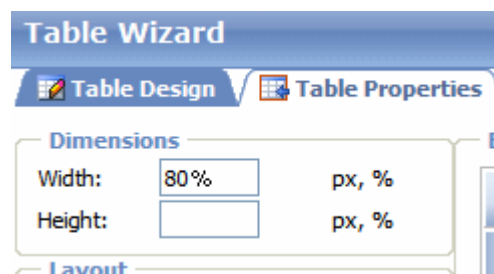 Table Wizard
Table Design Table Properties
Dimensions
Width: 80% px, %
Height: px, %
Layout